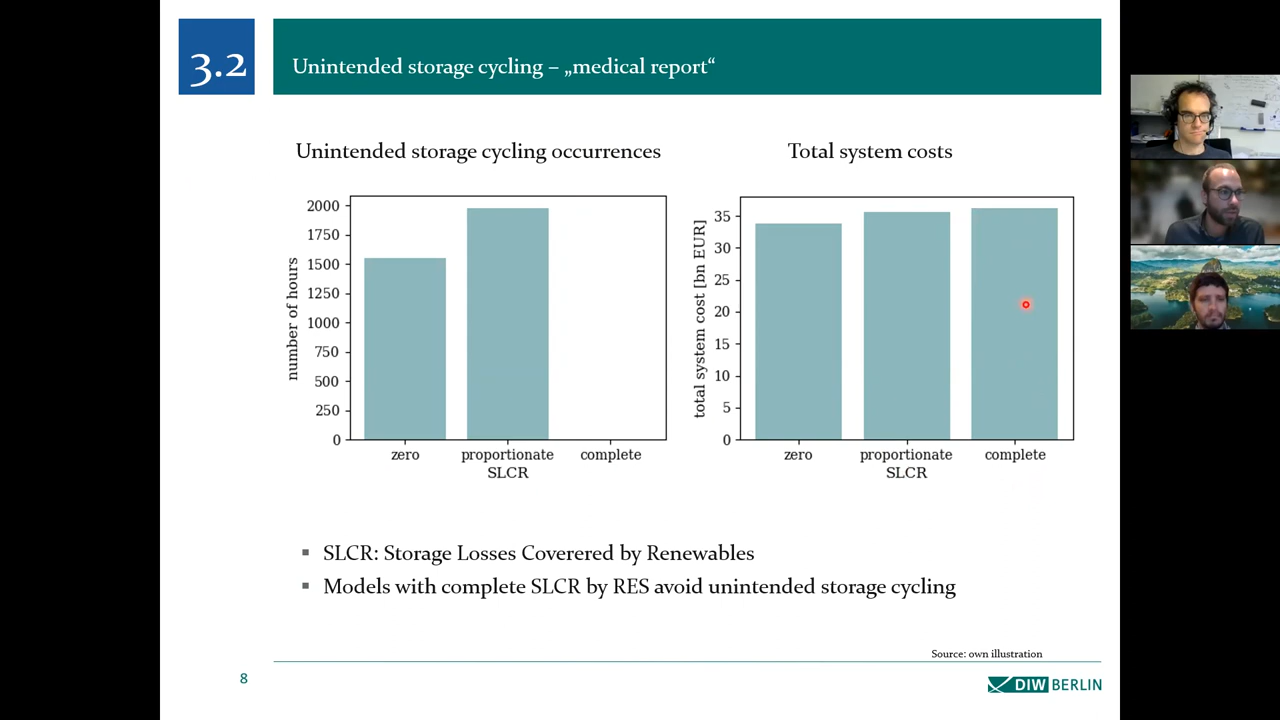 3.2
Unintended storage cycling – „medical report“
Unintended storage cycling occurrences
Total system costs
number of hours
2000
1750
1500
1250
1000
750
500
250
0
zero
proportionate
complete
SLCR
total system cost [bn EUR]
35
30
25
20
15
10
5
0
zero
proportionate
complete
SLCR
▪ SLCR: Storage Losses Coverered by Renewables
▪ Models with complete SLCR by RES avoid unintended storage cycling
Source: own illustration
8
DIW BERLIN